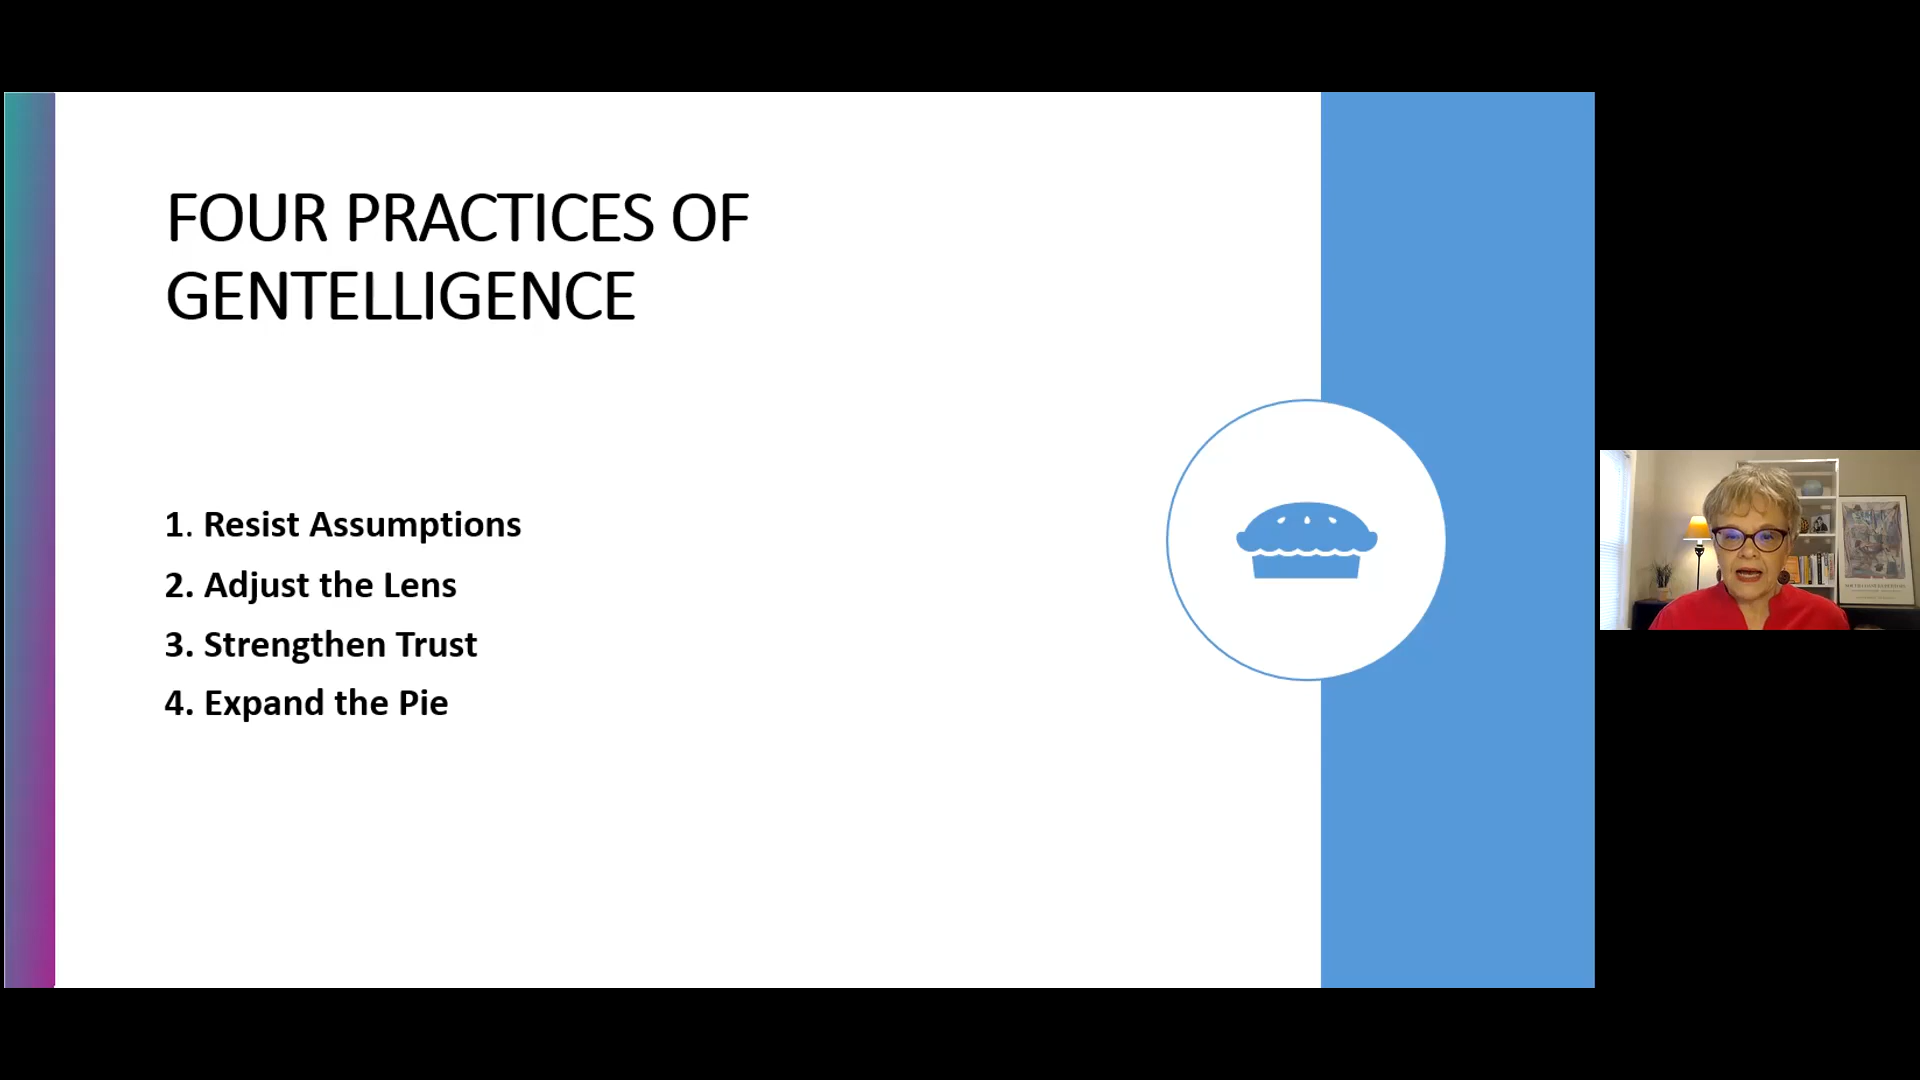 FOUR PRACTICES OF
GENTELLIGENCE
1. Resist Assumptions
2. Adjust the Lens
3. Strengthen Trust
4. Expand the Pie